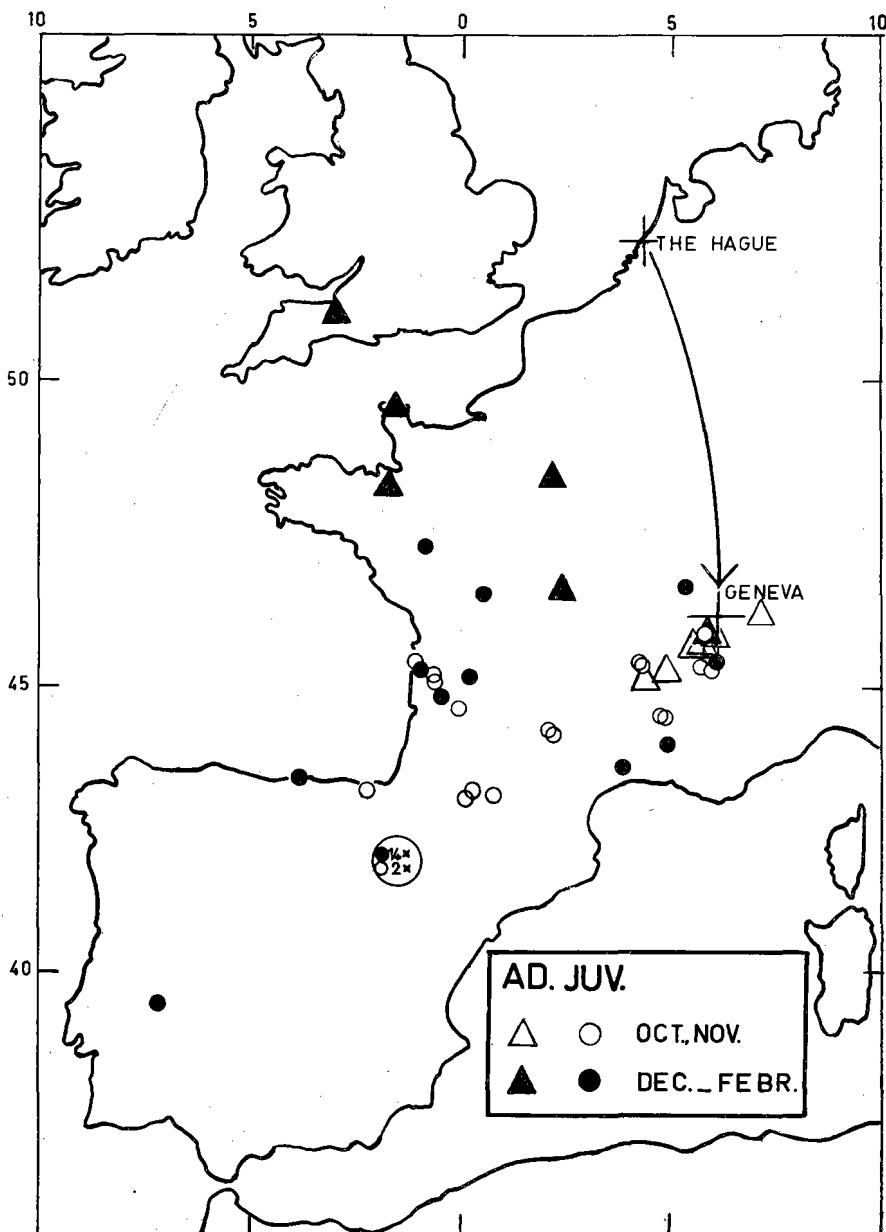 10 5 0 5 10
THE HAGUE
50
GENEVA
45
14×
2×
40
AD. JUV.
OCT., NOV.
DEC._FEBR.